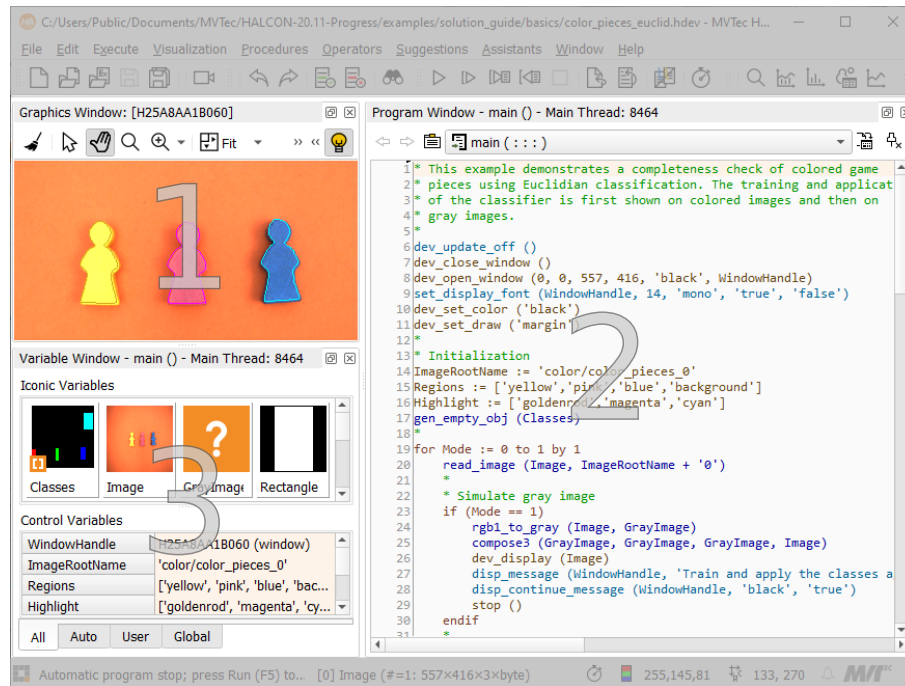 C:/Users/Public/Documents/MVTec/HALCON-20.11-Progress/examples/solution_guide/basics/color_pieces_euclid.hdev - MVTec H...
File Edit Execute Visualization Procedures Operators Suggestions Assistants Window Help
Graphics Window: [H25A8AA1B060]
Fit
1
Variable Window - main () - Main Thread: 8464
Iconic Variables
Classes Image GrayImage Rectangle
3
Control Variables
WindowHandle H25A8AA1B060 (window)
ImageRootName 'color/color_pieces_0'
Regions ['yellow', 'pink', 'blue', 'bac...
Highlight ['goldenrod', 'magenta', 'cy...
All Auto User Global
Program Window - main () - Main Thread: 8464
main ( : : : )
1 * This example demonstrates a completeness check of colored game
2 * pieces using Euclidian classification. The training and applicat
3 * of the classifier is first shown on colored images and then on
4 * gray images.
5 *
6 dev_update_off ()
7 dev_close_window ()
8 dev_open_window (0, 0, 557, 416, 'black', WindowHandle)
9 set_display_font (WindowHandle, 14, 'mono', 'true', 'false')
10 dev_set_color ('black')
11 dev_set_draw ('margin')
12 *
13 * Initialization
14 ImageRootName := 'color/color_pieces_0'
15 Regions := ['yellow','pink','blue','background']
16 Highlight := ['goldenrod','magenta','cyan']
17 gen_empty_obj (Classes)
18 *
19 for Mode := 0 to 1 by 1
20 read_image (Image, ImageRootName + '0')
21 *
22 * Simulate gray image
23 if (Mode == 1)
24 rgb1_to_gray (Image, GrayImage)
25 compose3 (GrayImage, GrayImage, GrayImage, Image)
26 dev_display (Image)
27 disp_message (WindowHandle, 'Train and apply the classes a
28 disp_continue_message (WindowHandle, 'black', 'true')
29 stop ()
30 endif
31 *
2
Automatic program stop; press Run (F5) to... [0] Image (#=1: 557×416×3×byte) 255,145,81 133, 270